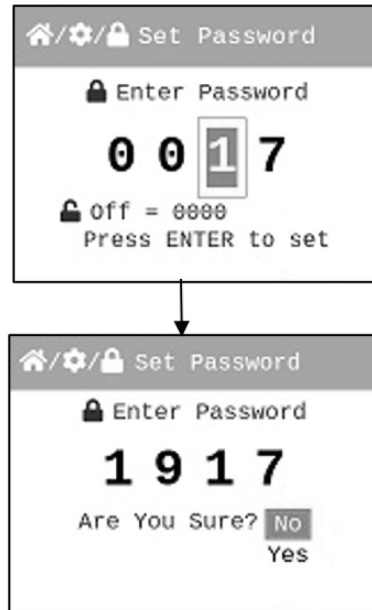 / / Set Password
Enter Password
0 0 1 7
Off = 0000
Press ENTER to set
/ / Set Password
Enter Password
1 9 1 7
Are You Sure? No
Yes